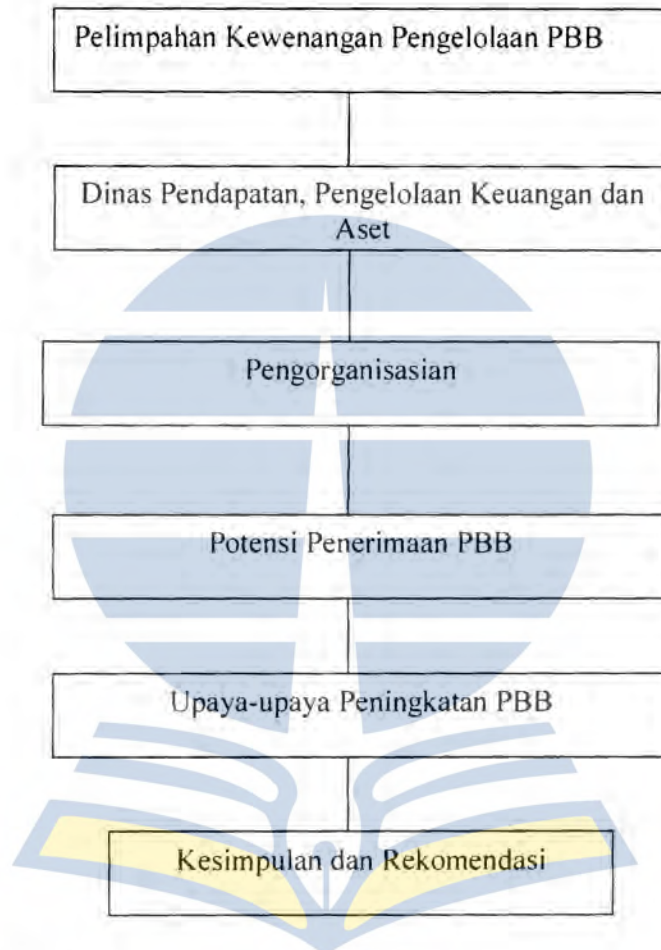 Pelimpahan Kewenangan Pengelolaan PBB
Dinas Pendapatan, Pengelolaan Keuangan dan
Aset
Pengorganisasian
Potensi Penerimaan PBB
Upaya-upaya Peningkatan PBB
Kesimpulan dan Rekomendasi